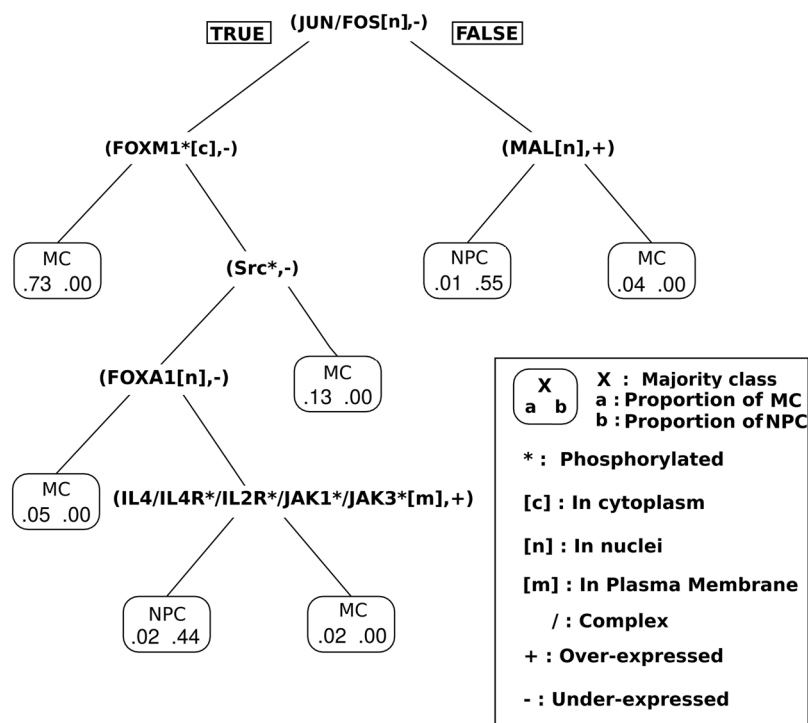 (JUN/FOS[n],-)
TRUE
FALSE
(FOXM1*[c],-)
(MAL[n],+)
MC
.73 .00
(Src*,-)
NPC
.01 .55
MC
.04 .00
(FOXA1[n],-)
MC
.13 .00
MC
.05 .00
(IL4/IL4R*/IL2R*/JAK1*/JAK3*[m],+)
NPC
.02 .44
MC
.02 .00
X
a b
X : Majority class
a : Proportion of MC
b : Proportion of NPC
* : Phosphorylated
[c] : In cytoplasm
[n] : In nuclei
[m] : In Plasma Membrane
/ : Complex
+ : Over-expressed
- : Under-expressed